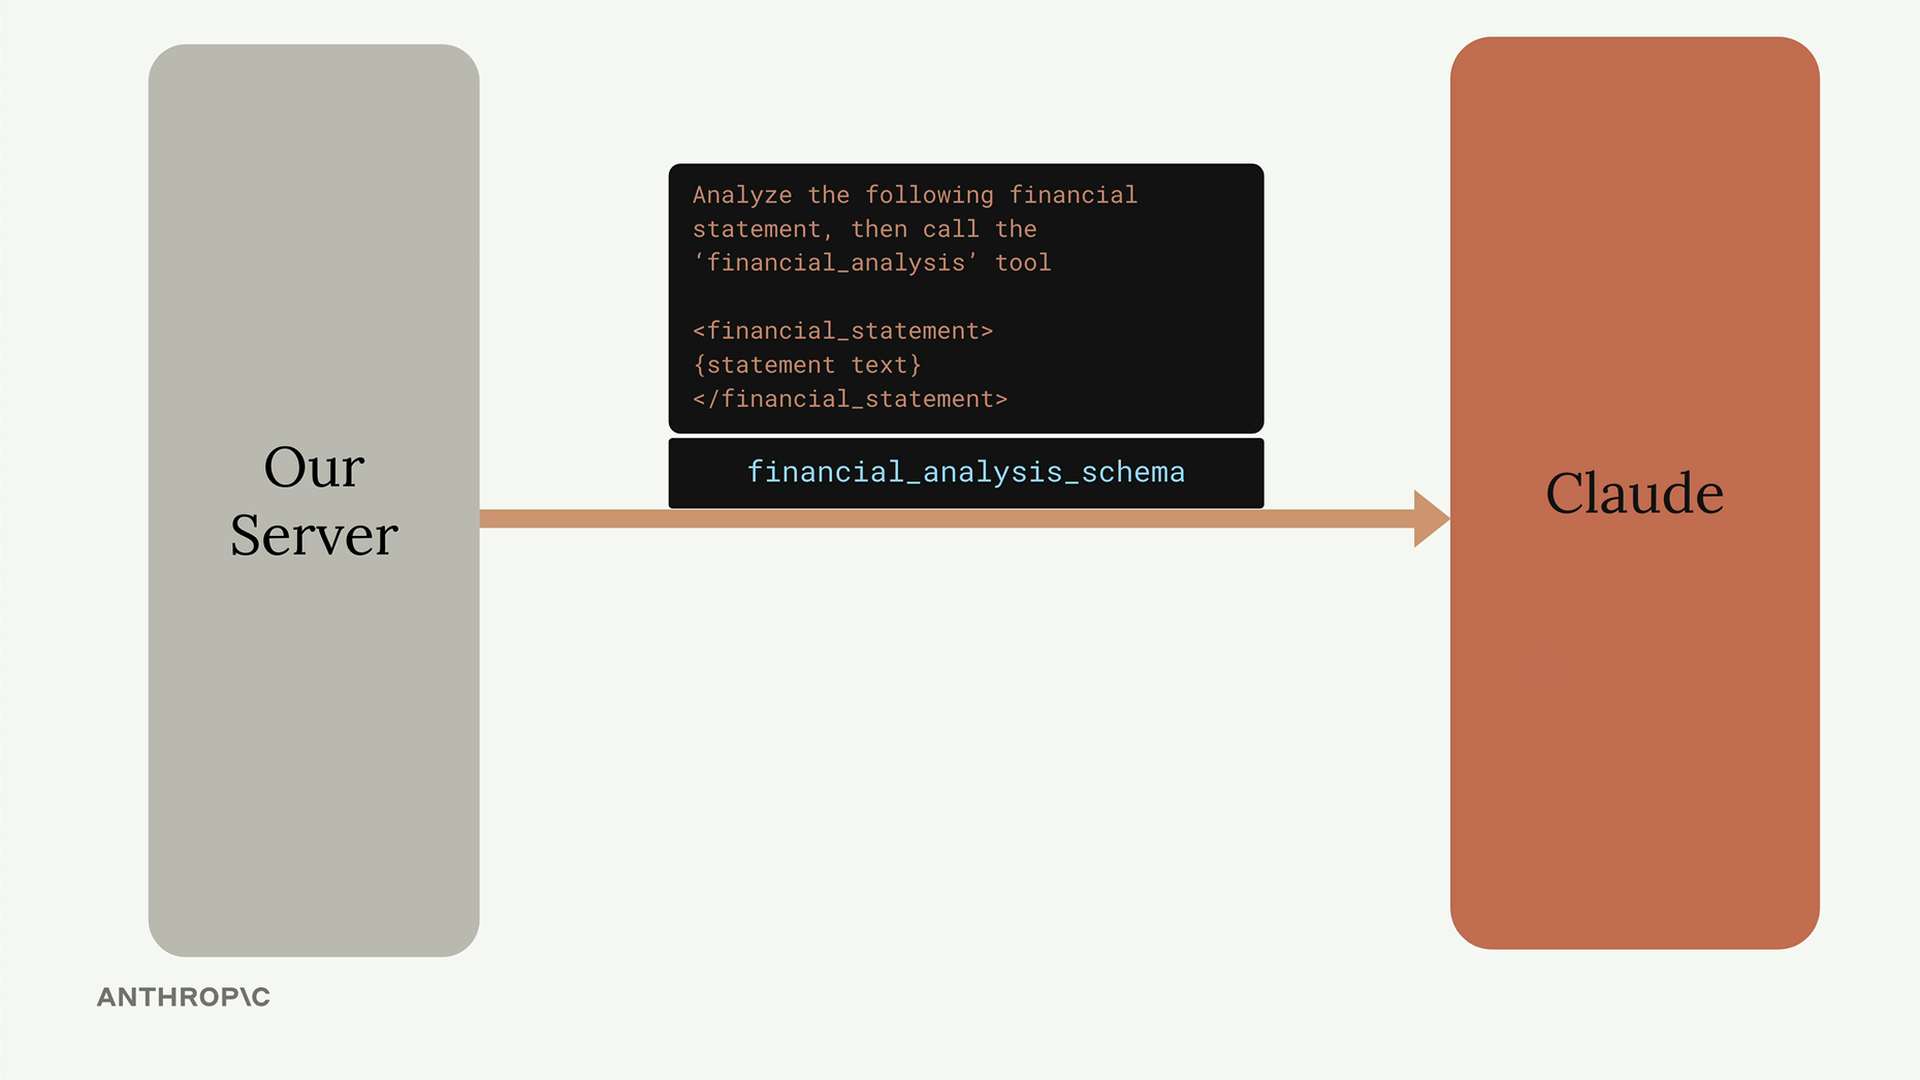 Our
Server
Analyze the following financial
statement, then call the
‘financial_analysis’ tool
<financial_statement>
{statement text}
</financial_statement>
financial_analysis_schema
Claude
ANTHROP\C